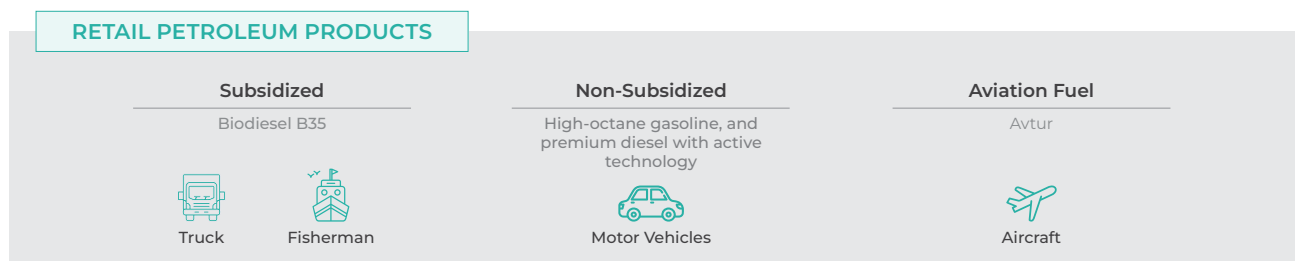 RETAIL PETROLEUM PRODUCTS
Subsidized
Biodiesel B35
Truck
Fisherman
Non-Subsidized
High-octane gasoline, and
premium diesel with active
technology
Motor Vehicles
Aviation Fuel
Avtur
Aircraft